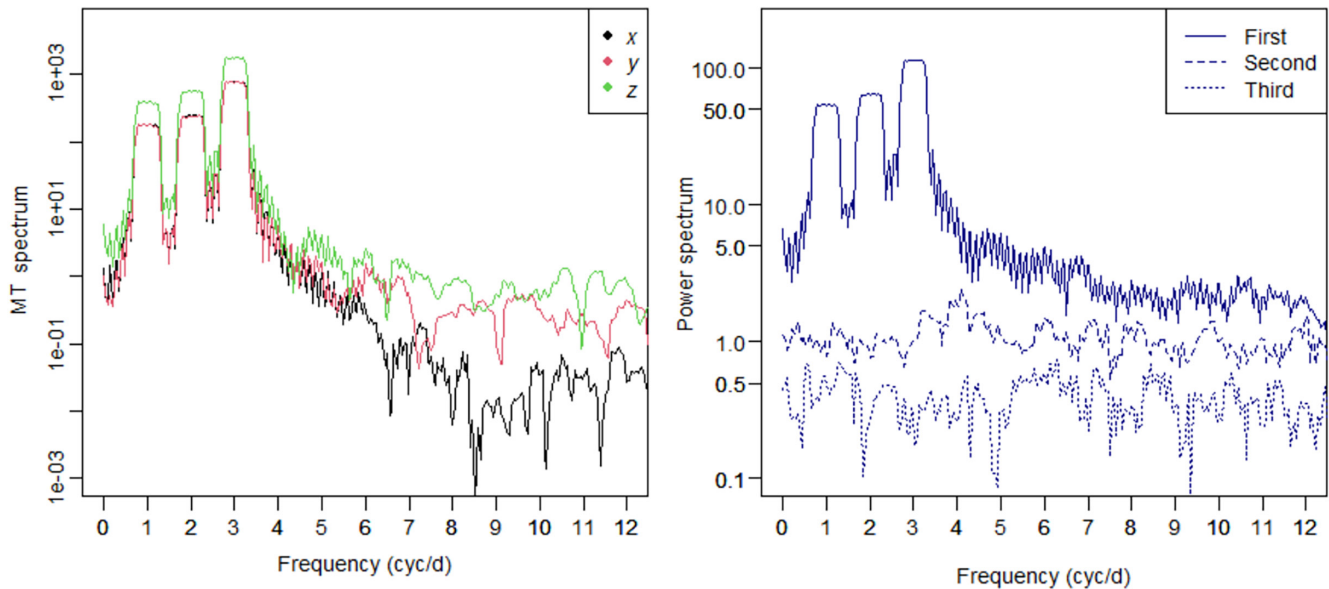 x
y
z
1e+03
1e+01
1e-01
1e-03
MT spectrum
0 1 2 3 4 5 6 7 8 9 10 11 12
Frequency (cyc/d)
First
Second
Third
100.0
50.0
10.0
5.0
1.0
0.5
0.1
Power spectrum
0 1 2 3 4 5 6 7 8 9 10 11 12
Frequency (cyc/d)